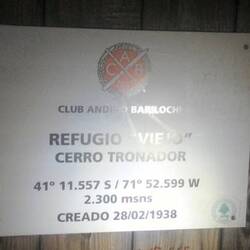 CAB
CLUB ANDINO BARILOCHE
REFUGIO "VIEJO"
CERRO TRONADOR
41° 11.557 S / 71° 52.599 W
2.300 msns
CREADO 28/02/1938